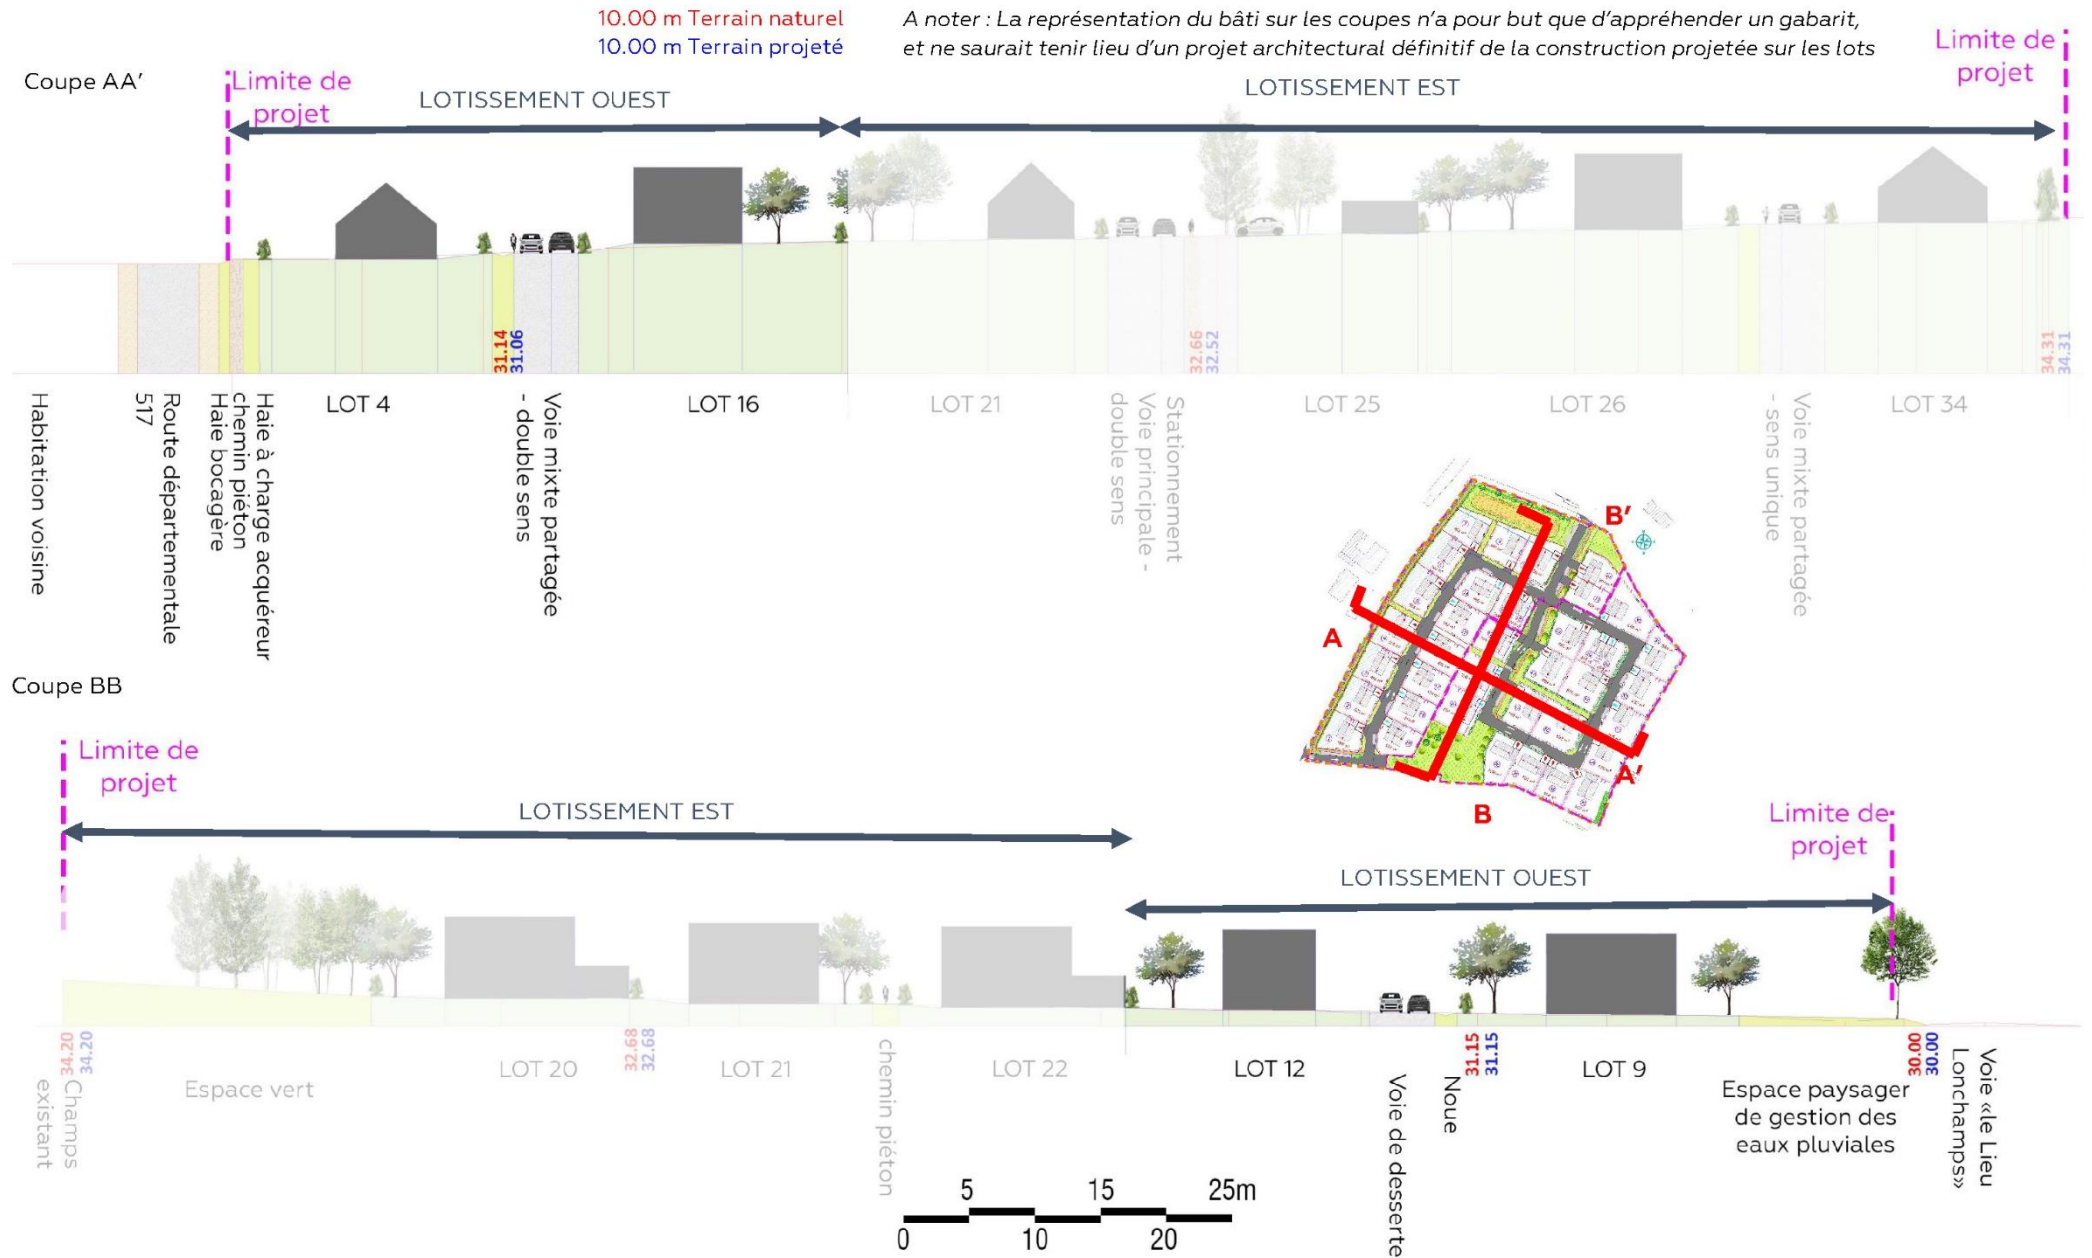 10.00 m Terrain naturel
10.00 m Terrain projeté
A noter : La représentation du bâti sur les coupes n'a pour but que d'appréhender un gabarit,
et ne saurait tenir lieu d'un projet architectural définitif de la construction projetée sur les lots
Coupe AA'
Limite de
projet
LOTISSEMENT OUEST
LOTISSEMENT EST
Limite de
projet
31.14
31.06
32.66
32.52
34.31
34.31
Habitation voisine
Route départementale
517
Haie à charge acquéreur
chemin piéton
Haie bocagère
LOT 4
Voie mixte partagée
- double sens
LOT 16
LOT 21
Stationnement
Voie principale -
double sens
LOT 25
LOT 26
Voie mixte partagée
- sens unique
LOT 34
A
B'
B
A'
Coupe BB
Limite de
projet
LOTISSEMENT EST
LOTISSEMENT OUEST
Limite de
projet
34.20
34.20
32.68
32.68
31.15
31.15
30.00
30.00
Champs
existant
Espace vert
LOT 20
LOT 21
chemin piéton
LOT 22
LOT 12
Voie de desserte
Noue
LOT 9
Espace paysager
de gestion des
eaux pluviales
Voie «le Lieu
Lonchamps»
5 15 25m
0 10 20